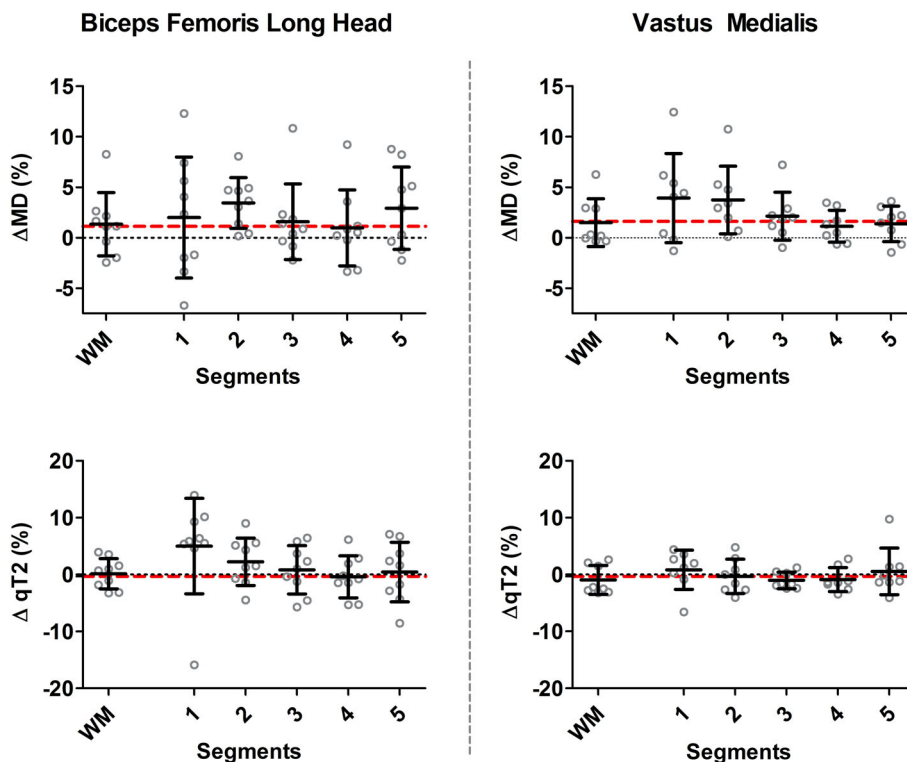 Biceps Femoris Long Head
Vastus Medialis
ΔMD (%)
15
10
5
0
-5
WM
1
2
3
4
5
Segments
ΔMD (%)
15
10
5
0
-5
WM
1
2
3
4
5
Segments
Δ qT2 (%)
20
10
0
-10
-20
WM
1
2
3
4
5
Segments
ΔqT2 (%)
20
10
0
-10
-20
WM
1
2
3
4
5
Segments